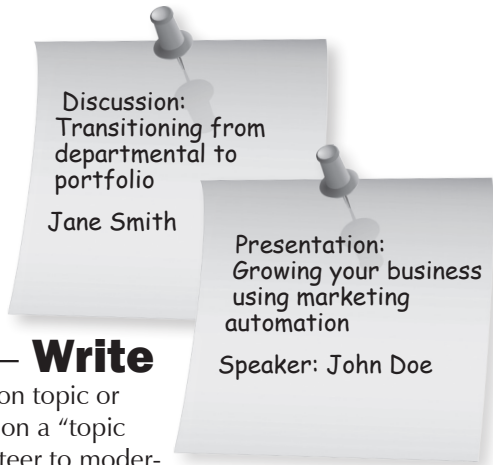 Discussion:
Transitioning from
departmental to
portfolio
Jane Smith
Presentation:
Growing your business
using marketing
automation
Speaker: John Doe
– Write
on topic or
on a “topic
teer to moder-